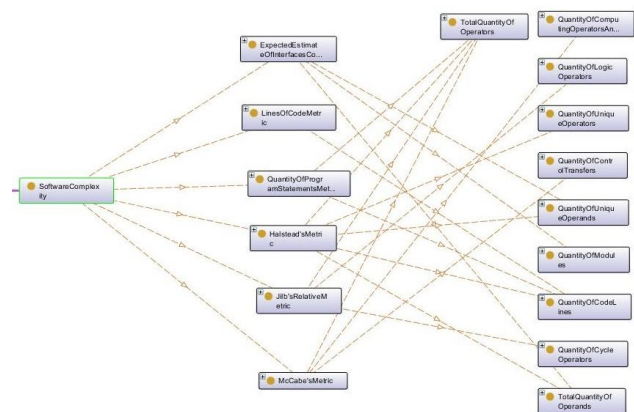 SoftwareComplex
ity
ExpectedEstimat
eOfInterfacesCo...
LinesOfCodeMetr
ic
QuantityOfProgr
amStatementsMet...
Halstead'sMetri
c
Jilb'sRelativeM
etric
McCabe'sMetric
TotalQuantityOf
Operators
QuantityOfCompu
tingOperatorsAn...
QuantityOfLogic
Operators
QuantityOfUniqu
eOperators
QuantityOfContr
olTransfers
QuantityOfUniqu
eOperands
QuantityOfModul
es
QuantityOfCodeL
ines
QuantityOfCycle
Operators
TotalQuantityOf
Operands